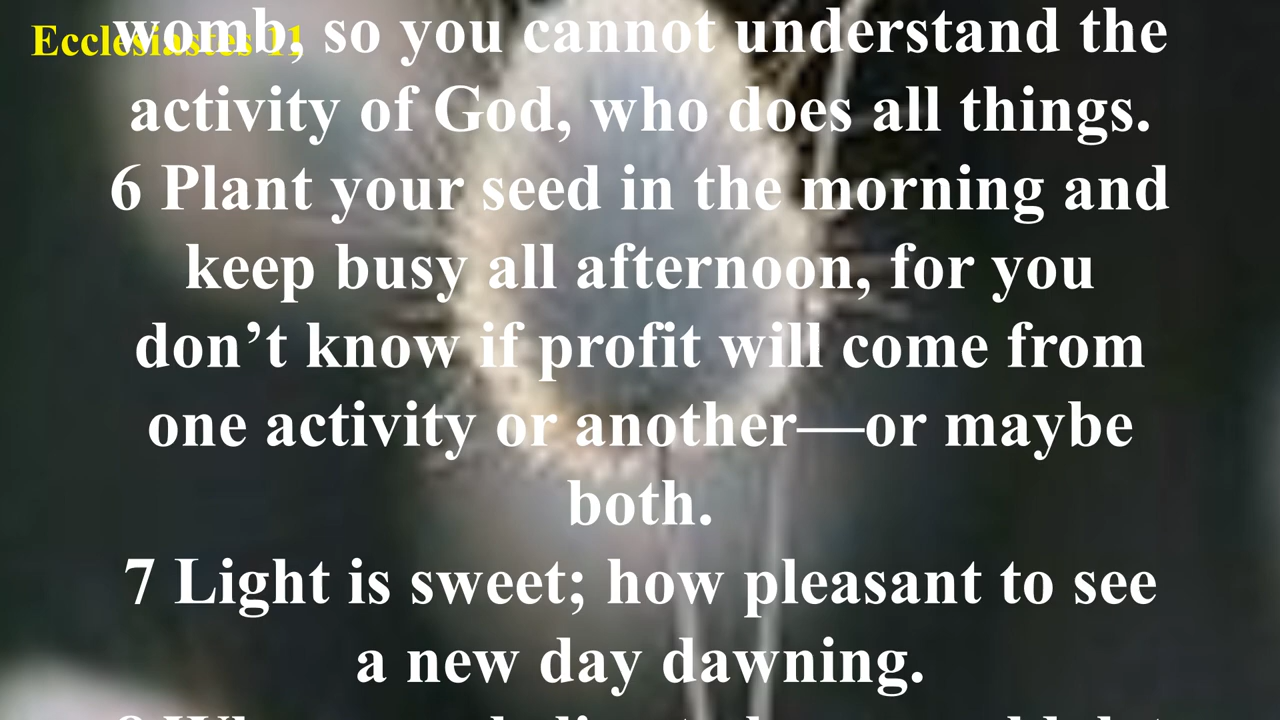 Ecclesiastes 11
womb, so you cannot understand the
activity of God, who does all things.
6 Plant your seed in the morning and
keep busy all afternoon, for you
don’t know if profit will come from
one activity or another—or maybe
both.
7 Light is sweet; how pleasant to see
a new day dawning.